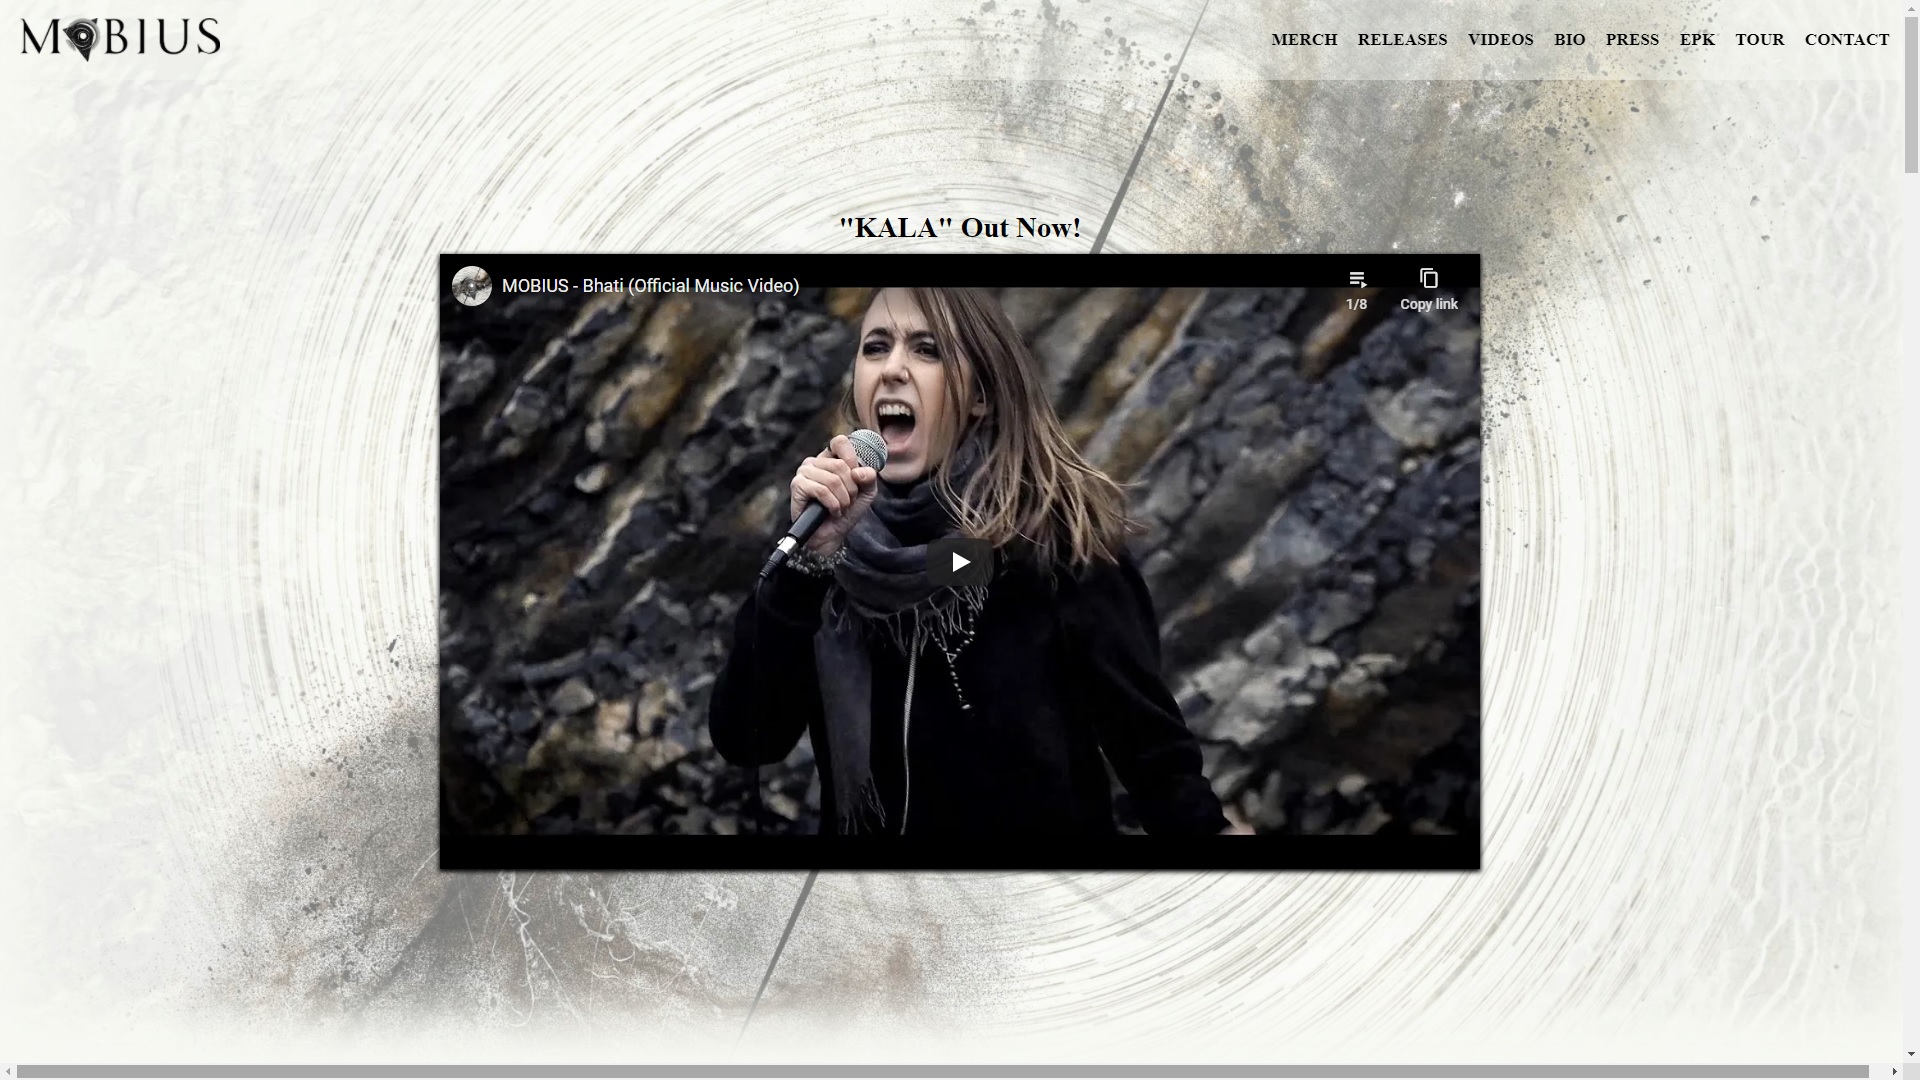 MOBIUS
MERCH RELEASES VIDEOS BIO PRESS EPK TOUR CONTACT
"KALA" Out Now!
MOBIUS - Bhati (Official Music Video)
1/8
Copy link